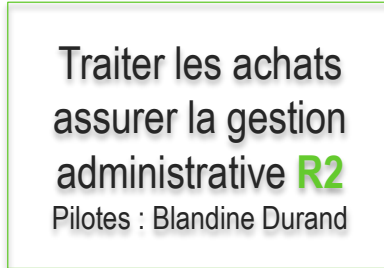 Traiter les achats
assurer la gestion
administrative R2
Pilotes : Blandine Durand